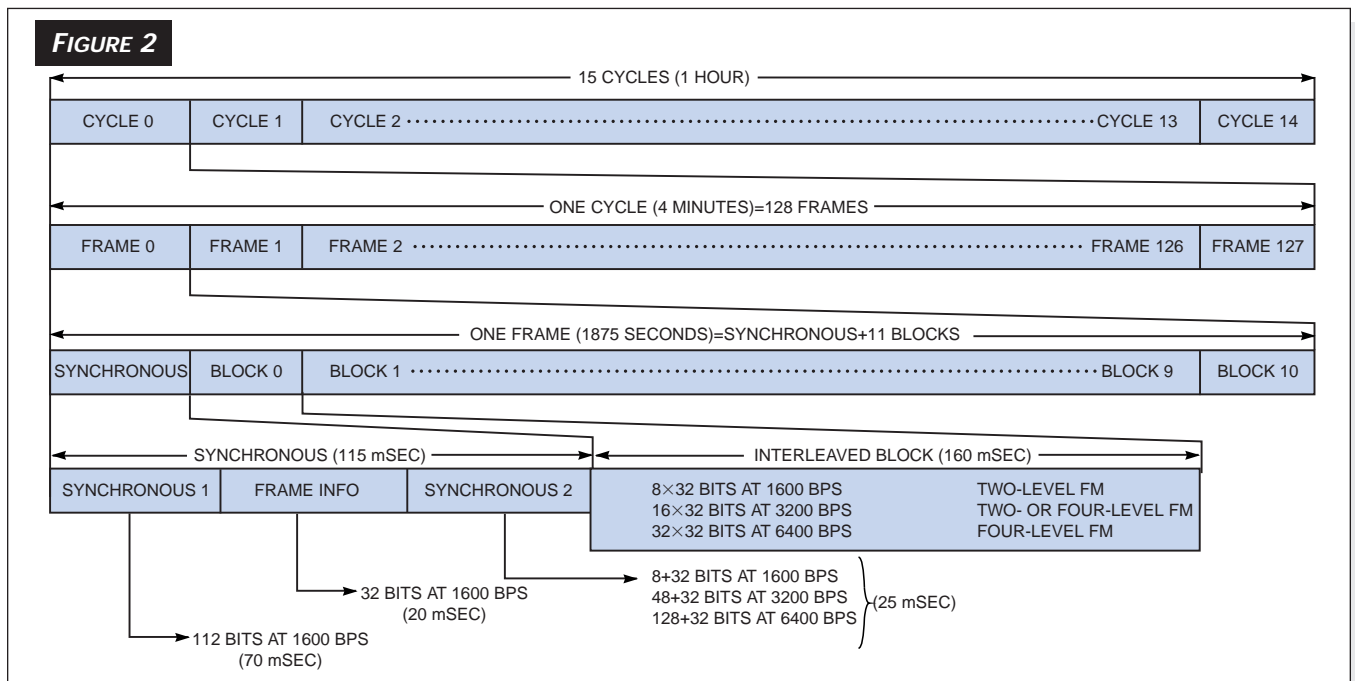 FIGURE 2
15 CYCLES (1 HOUR)
CYCLE 0 CYCLE 1 CYCLE 2 CYCLE 13 CYCLE 14
ONE CYCLE (4 MINUTES)=128 FRAMES
FRAME 0 FRAME 1 FRAME 2 FRAME 126 FRAME 127
ONE FRAME (1875 SECONDS)=SYNCHRONOUS+11 BLOCKS
SYNCHRONOUS BLOCK 0 BLOCK 1 BLOCK 9 BLOCK 10
SYNCHRONOUS (115 mSEC) INTERLEAVED BLOCK (160 mSEC)
SYNCHRONOUS 1 FRAME INFO SYNCHRONOUS 2
8×32 BITS AT 1600 BPS TWO-LEVEL FM
16×32 BITS AT 3200 BPS TWO- OR FOUR-LEVEL FM
32×32 BITS AT 6400 BPS FOUR-LEVEL FM
8+32 BITS AT 1600 BPS
48+32 BITS AT 3200 BPS
128+32 BITS AT 6400 BPS
(25 mSEC)
32 BITS AT 1600 BPS
(20 mSEC)
112 BITS AT 1600 BPS
(70 mSEC)